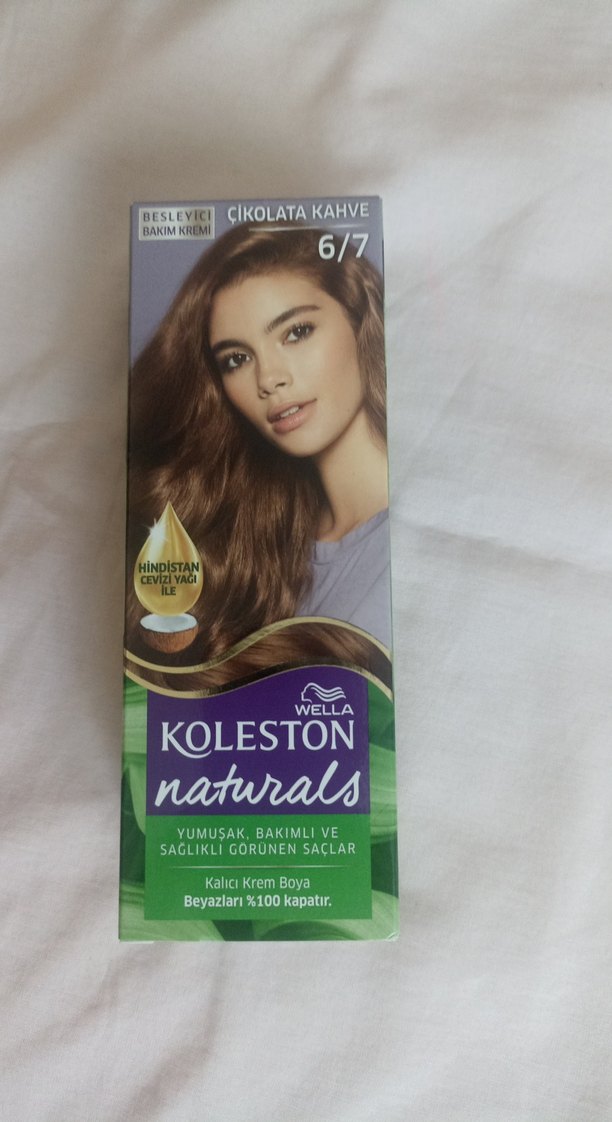 BESLEYİCİ
BAKIM KREMİ
ÇİKOLATA KAHVE
6/7
HİNDİSTAN
CEVİZİ YAĞI
İLE
WELLA
KOLESTON
naturals
YUMUŞAK, BAKIMLI VE
SAĞLIKLI GÖRÜNEN SAÇLAR
Kalıcı Krem Boya
Beyazları %100 kapatır.